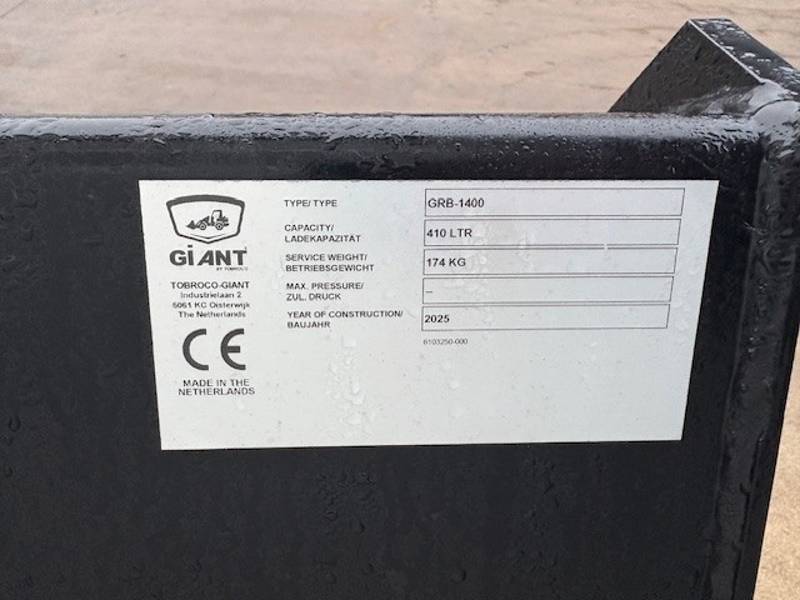 GiANT
BY TOBROCO
TOBROCO-GIANT
Industrielaan 2
5061 KC Oisterwijk
The Netherlands
CE
MADE IN THE
NETHERLANDS
TYPE/ TYPE GRB-1400
CAPACITY/
LADEKAPAZITÄT 410 LTR
SERVICE WEIGHT/
BETRIEBSGEWICHT 174 KG
MAX. PRESSURE/
ZUL. DRUCK –
YEAR OF CONSTRUCTION/
BAUJAHR 2025
6103250-000